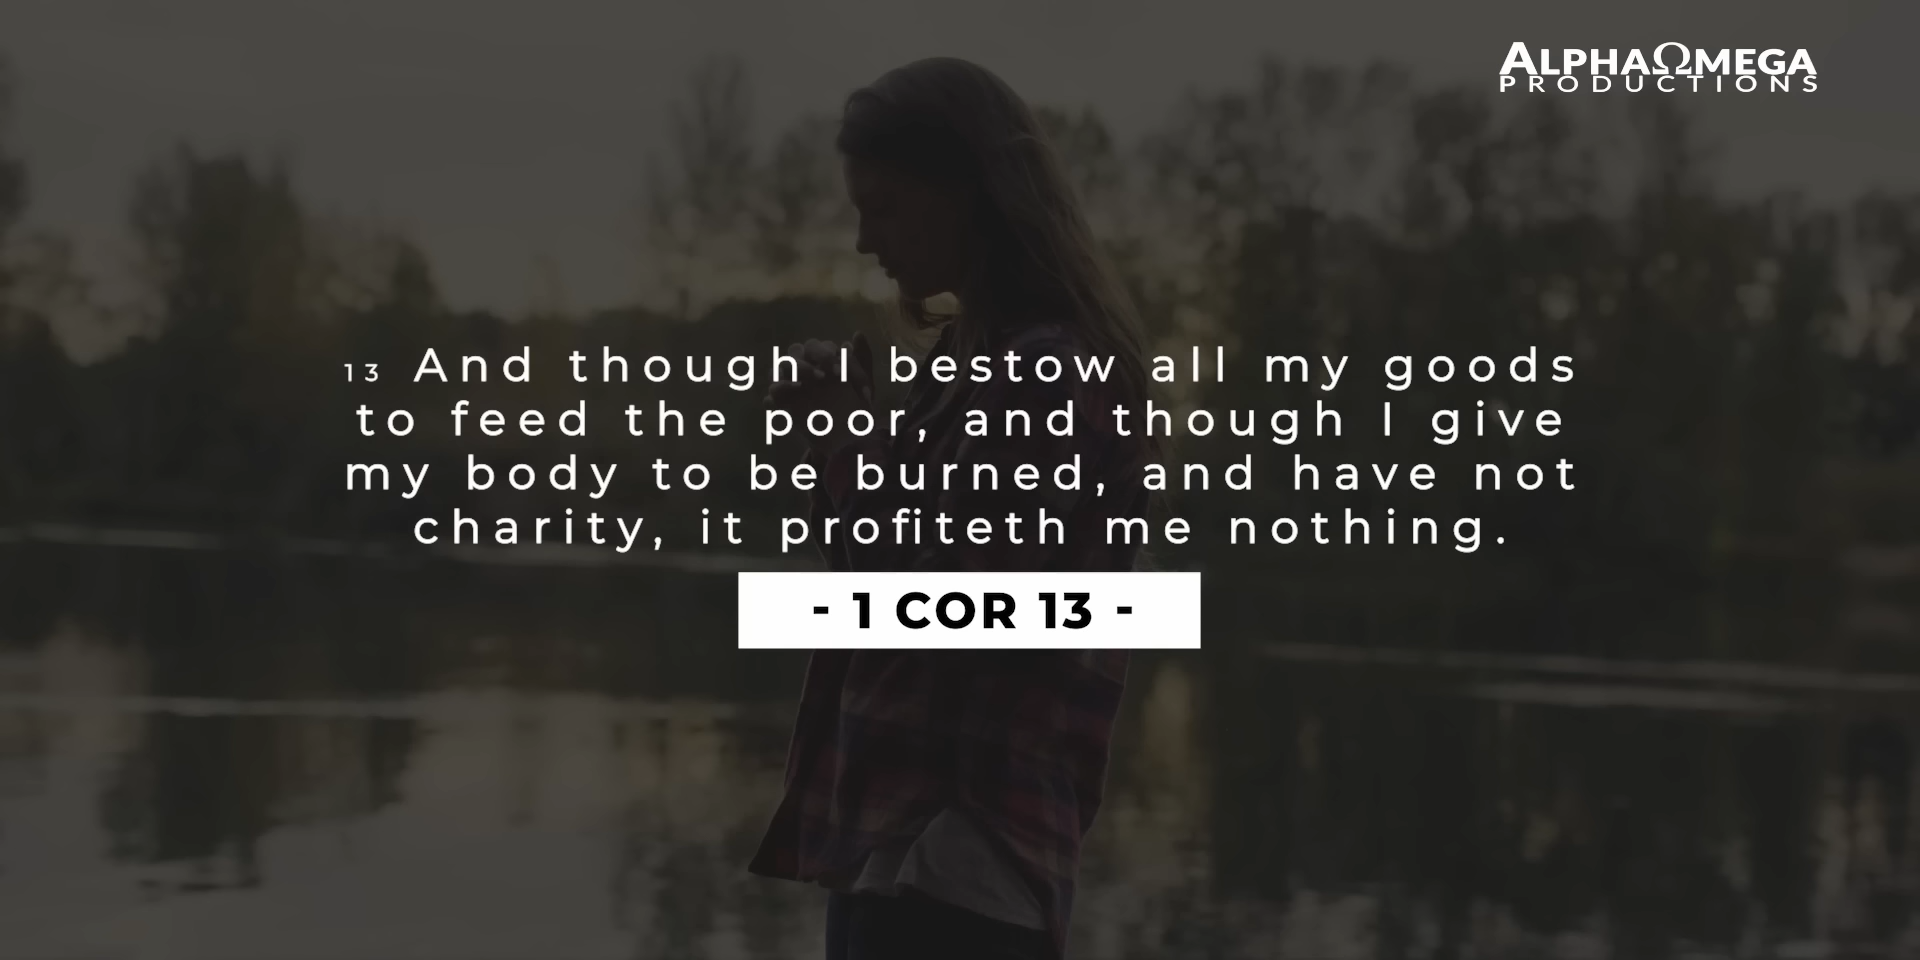 AlphaΩmega
PRODUCTIONS
13 And though I bestow all my goods
to feed the poor, and though I give
my body to be burned, and have not
charity, it profiteth me nothing.
- 1 COR 13 -